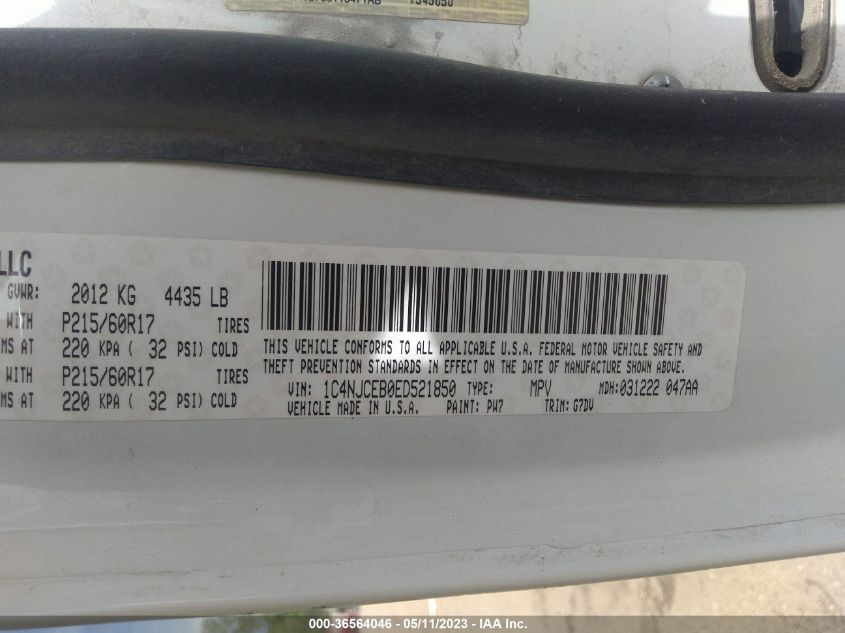 7545050
LLC
GVWR: 2012 KG 4435 LB
WITH P215/60R17 TIRES
MS AT 220 KPA ( 32 PSI) COLD
WITH P215/60R17 TIRES
MS AT 220 KPA ( 32 PSI) COLD
THIS VEHICLE CONFORMS TO ALL APPLICABLE U.S.A. FEDERAL MOTOR VEHICLE SAFETY AND
THEFT PREVENTION STANDARDS IN EFFECT ON THE DATE OF MANUFACTURE SHOWN ABOVE.
VIN: 1C4NJCEB0ED521850 TYPE: MPV MDH:031222 047AA
VEHICLE MADE IN U.S.A. PAINT: PW7 TRIM: G7DV
000-36564046 - 05/11/2023 - IAA Inc.